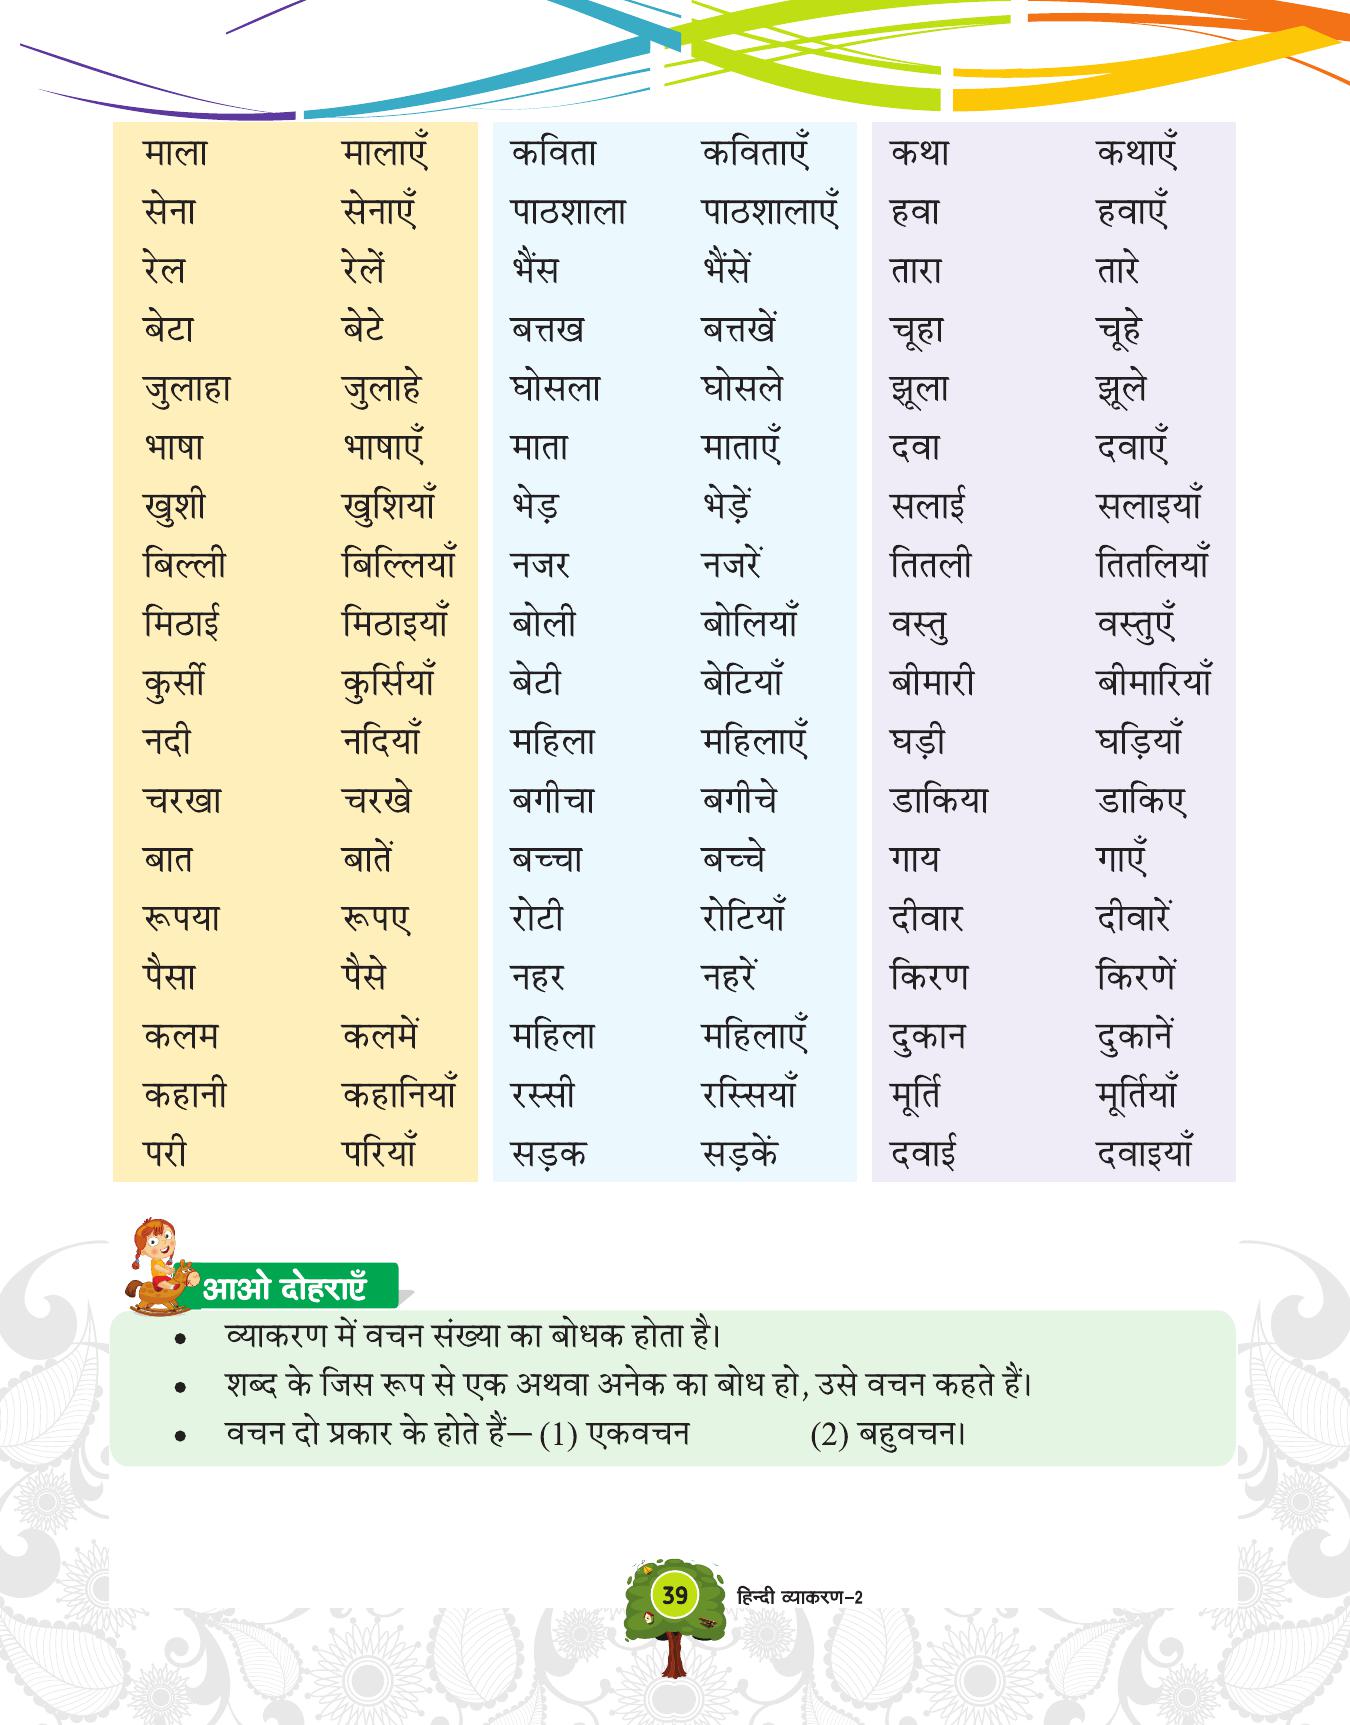 माला मालाएँ कविता कविताएँ कथा कथाएँ
सेना सेनाएँ पाठशाला पाठशालाएँ हवा हवाएँ
रेल रेलें भैंस भैंसें तारा तारे
बेटा बेटे बत्तख बत्तखें चूहा चूहे
जुलाहा जुलाहे घोसला घोसले झूला झूले
भाषा भाषाएँ माता माताएँ दवा दवाएँ
खुशी खुशियाँ भेड़ भेड़ें सलाई सलाइयाँ
बिल्ली बिल्लियाँ नजर नजरें तितली तितलियाँ
मिठाई मिठाइयाँ बोली बोलियाँ वस्तु वस्तुएँ
कुर्सी कुर्सियाँ बेटी बेटियाँ बीमारी बीमारियाँ
नदी नदियाँ महिला महिलाएँ घड़ी घड़ियाँ
चरखा चरखे बगीचा बगीचे डाकिया डाकिए
बात बातें बच्चा बच्चे गाय गाएँ
रूपया रूपए रोटी रोटियाँ दीवार दीवारें
पैसा पैसे नहर नहरें किरण किरणें
कलम कलमें महिला महिलाएँ दुकान दुकानें
कहानी कहानियाँ रस्सी रस्सियाँ मूर्ति मूर्तियाँ
परी परियाँ सड़क सड़कें दवाई दवाइयाँ
आओ दोहराएँ
• व्याकरण में वचन संख्या का बोधक होता है।
• शब्द के जिस रूप से एक अथवा अनेक का बोध हो, उसे वचन कहते हैं।
• वचन दो प्रकार के होते हैं— (1) एकवचन (2) बहुवचन।
39 हिन्दी व्याकरण-2